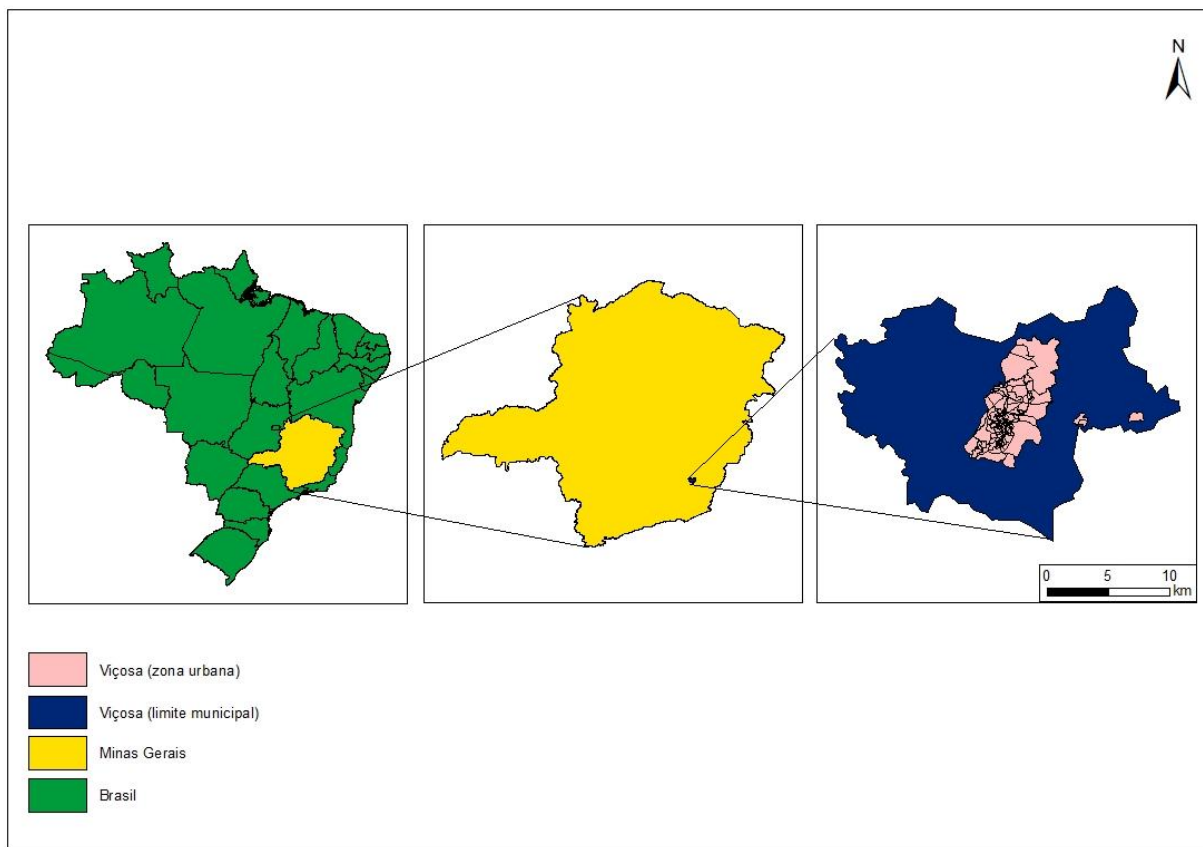 N
0 5 10
km
Viçosa (zona urbana)
Viçosa (limite municipal)
Minas Gerais
Brasil